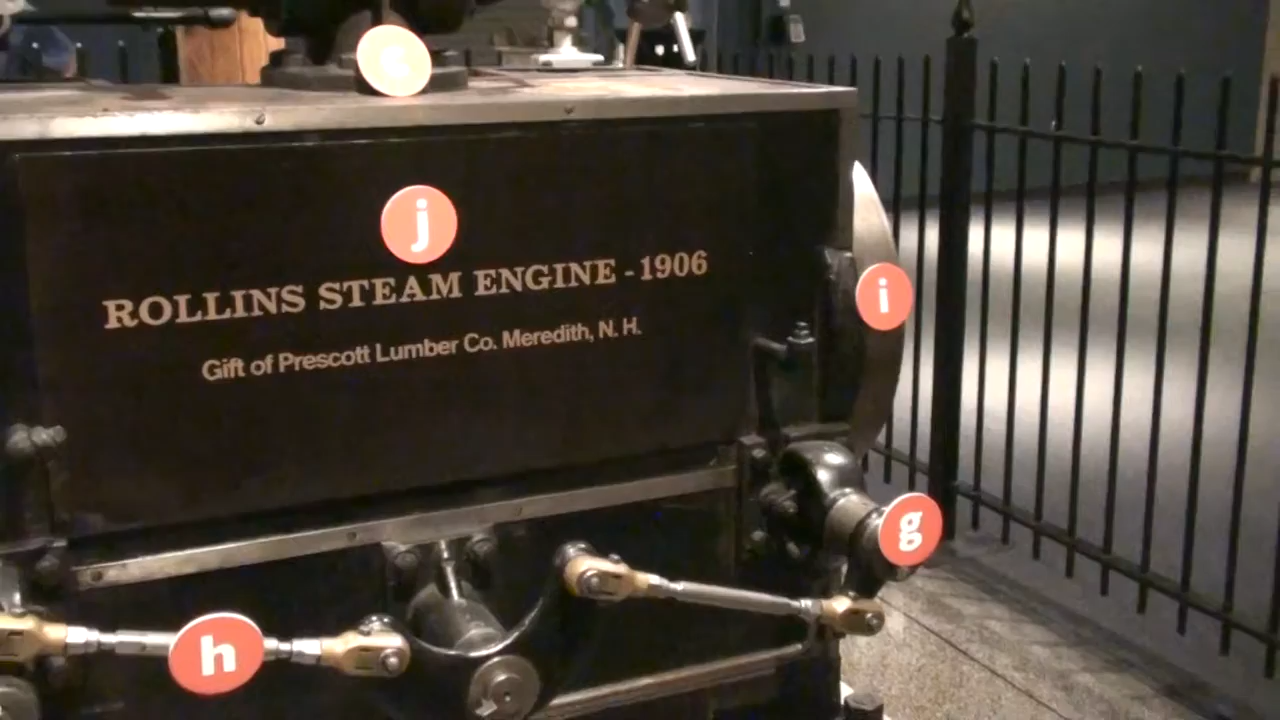 c
j
ROLLINS STEAM ENGINE - 1906
i
Gift of Prescott Lumber Co. Meredith, N. H.
g
h